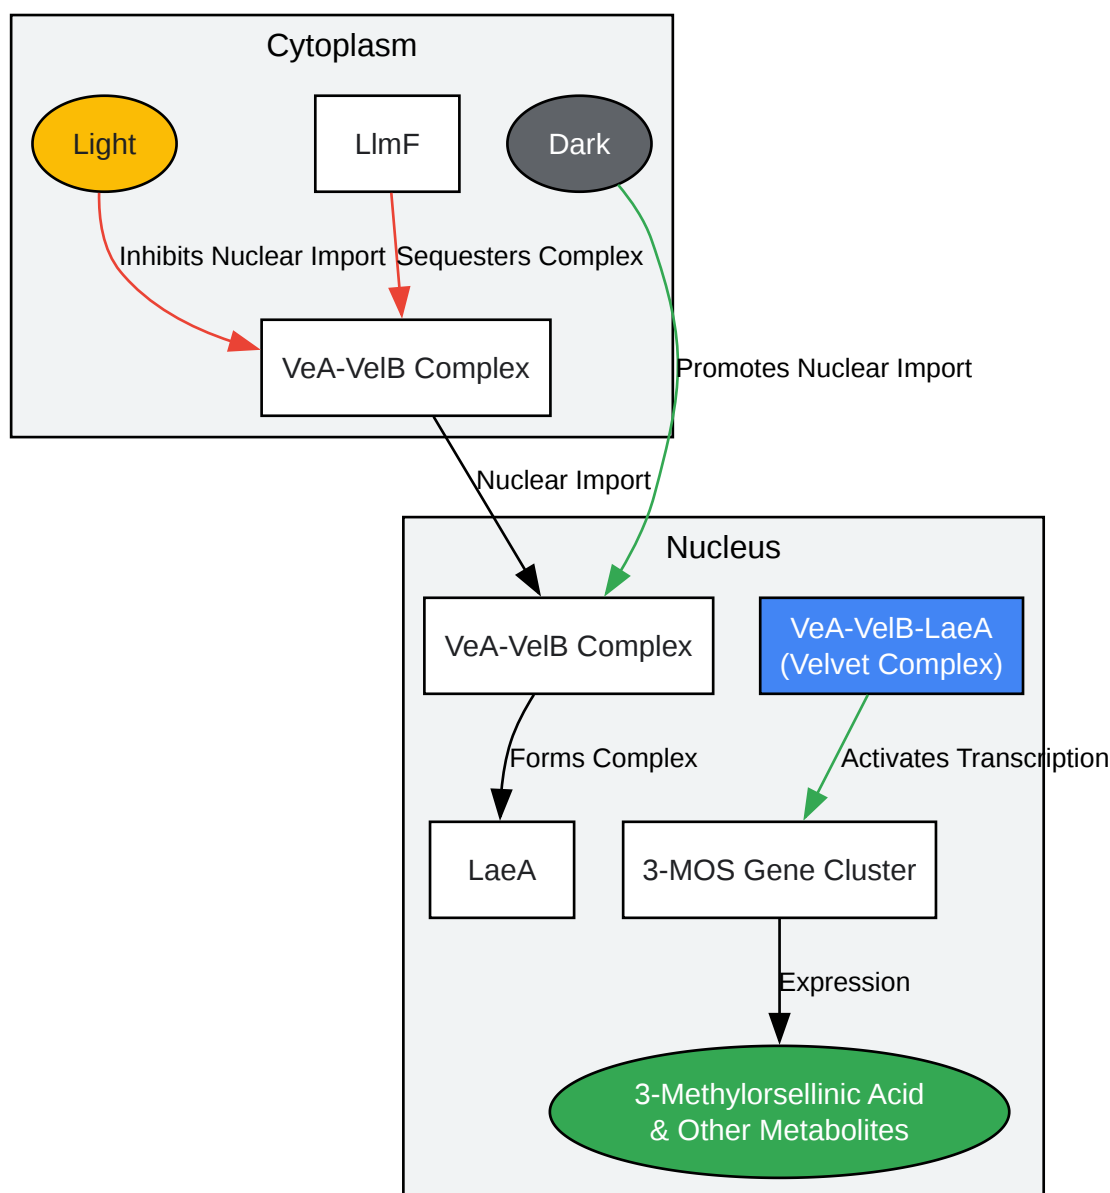 Cytoplasm
Light
LlmF
Dark
Inhibits Nuclear Import
Sequesters Complex
VeA-VelB Complex
Promotes Nuclear Import
Nuclear Import
Nucleus
VeA-VelB Complex
VeA-VelB-LaeA
(Velvet Complex)
Forms Complex
Activates Transcription
LaeA
3-MOS Gene Cluster
Expression
3-Methylorsellinic Acid
& Other Metabolites